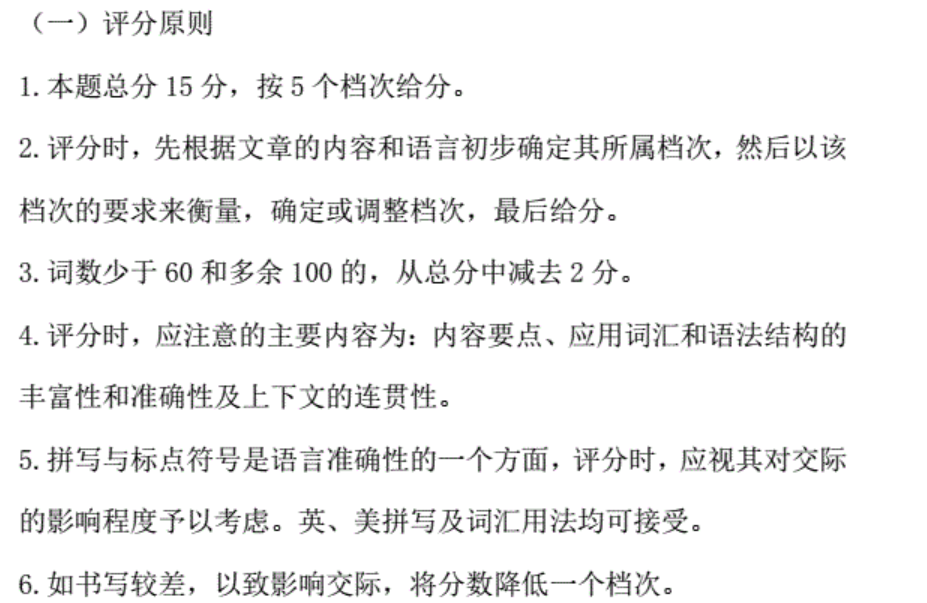 （一）评分原则
1.本题总分 15 分，按 5 个档次给分。
2.评分时，先根据文章的内容和语言初步确定其所属档次，然后以该
档次的要求来衡量，确定或调整档次，最后给分。
3.词数少于 60 和多余 100 的，从总分中减去 2 分。
4.评分时，应注意的主要内容为：内容要点、应用词汇和语法结构的
丰富性和准确性及上下文的连贯性。
5.拼写与标点符号是语言准确性的一个方面，评分时，应视其对交际
的影响程度予以考虑。英、美拼写及词汇用法均可接受。
6.如书写较差，以致影响交际，将分数降低一个档次。